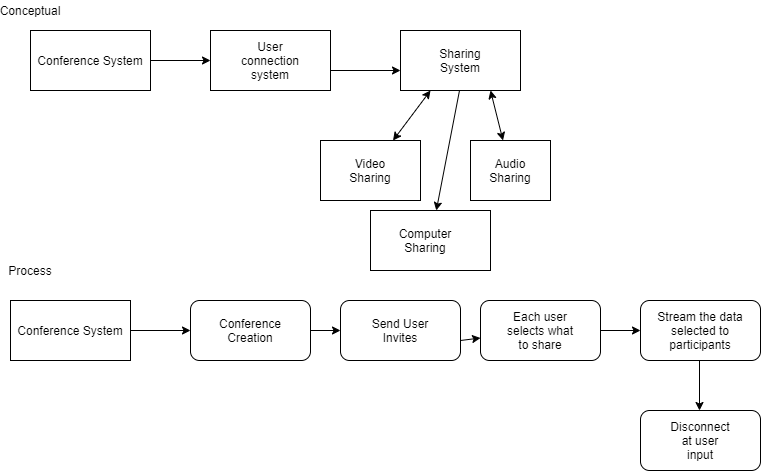 Conceptual
Conference System
User
connection
system
Sharing
System
Video
Sharing
Audio
Sharing
Computer
Sharing
Process
Conference System
Conference
Creation
Send User
Invites
Each user
selects what
to share
Stream the data
selected to
participants
Disconnect
at user
input